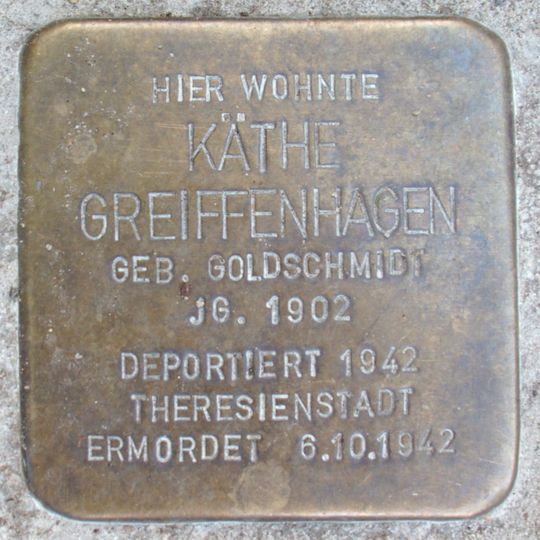 HIER WOHNTE
KÄTHE
GREIFFENHAGEN
GEB. GOLDSCHMIDT
JG. 1902
DEPORTIERT 1942
THERESIENSTADT
ERMORDET 6.10.1942